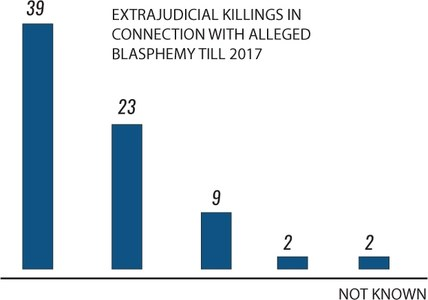 39
EXTRAJUDICIAL KILLINGS IN
CONNECTION WITH ALLEGED
BLASPHEMY TILL 2017
23
9
2
2
NOT KNOWN